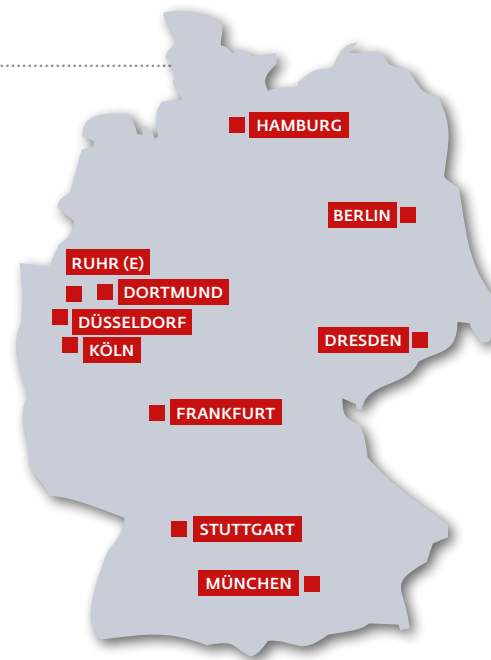 HAMBURG
BERLIN
RUHR (E)
DORTMUND
DÜSSELDORF
KÖLN
DRESDEN
FRANKFURT
STUTTGART
MÜNCHEN